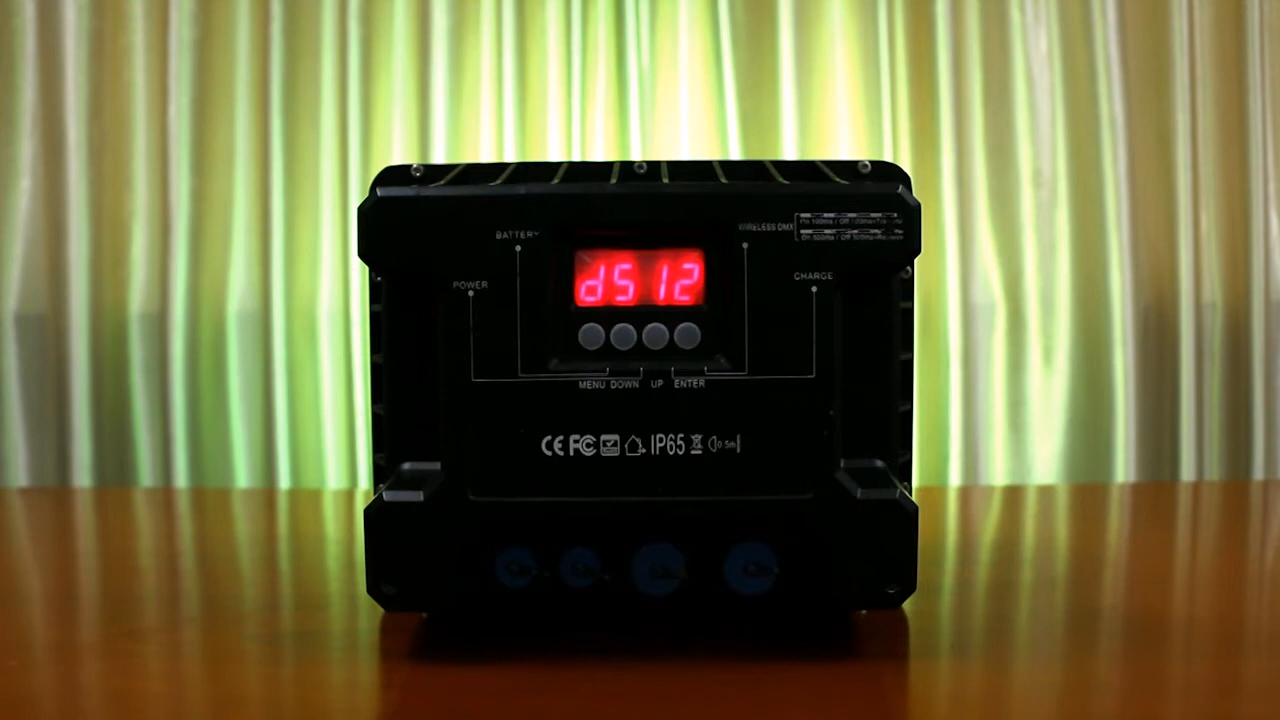 BATTERY
WIRELESS DMX
d512
POWER
CHARGE
MENU DOWN UP ENTER
CE FC IP65